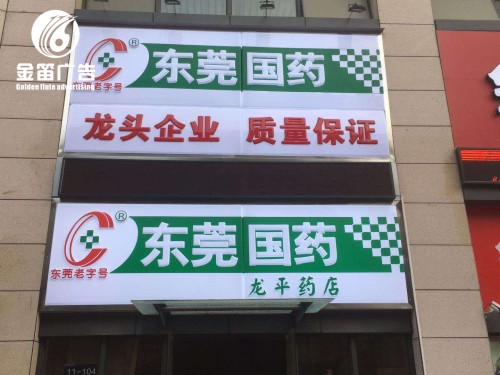 金笛广告
Golden flute advertising
® 东莞国药
东莞老字号
龙头企业 质量保证
® 东莞国药
东莞老字号
龙平药店
11-104